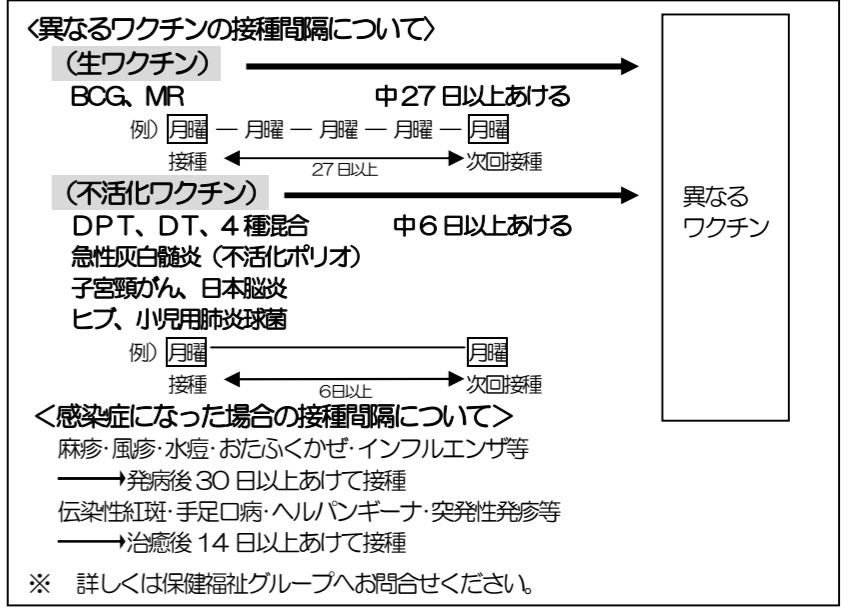 〈異なるワクチンの接種間隔について〉
（生ワクチン）
BCG、MR 中27日以上あける
例）月曜 ― 月曜 ― 月曜 ― 月曜 ― 月曜
接種 27日以上 次回接種
（不活化ワクチン）
DPT、DT、4種混合 中6日以上あける
急性灰白髄炎（不活化ポリオ）
子宮頸がん、日本脳炎
ヒブ、小児用肺炎球菌
例）月曜 月曜
接種 6日以上 次回接種
異なる
ワクチン
＜感染症になった場合の接種間隔について＞
麻疹・風疹・水痘・おたふくかぜ・インフルエンザ等
→発病後30日以上あけて接種
伝染性紅斑・手足口病・ヘルパンギーナ・突発性発疹等
→治癒後14日以上あけて接種
※ 詳しくは保健福祉グループへお問合せください。